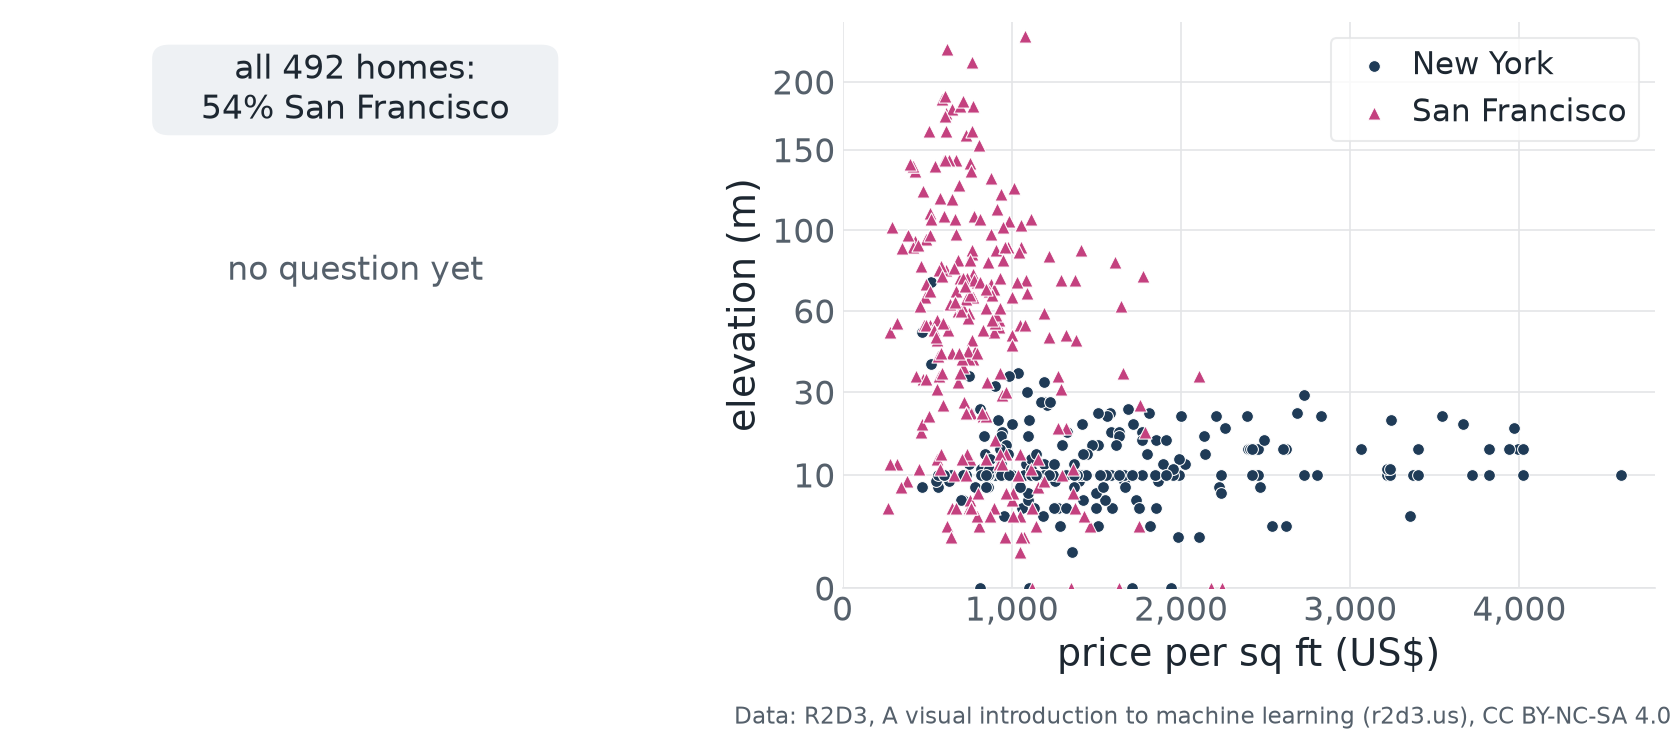 all 492 homes:
54% San Francisco
no question yet
New York
San Francisco
elevation (m)
200
150
100
60
30
10
0
0
1,000
2,000
3,000
4,000
price per sq ft (US$)
Data: R2D3, A visual introduction to machine learning (r2d3.us), CC BY-NC-SA 4.0